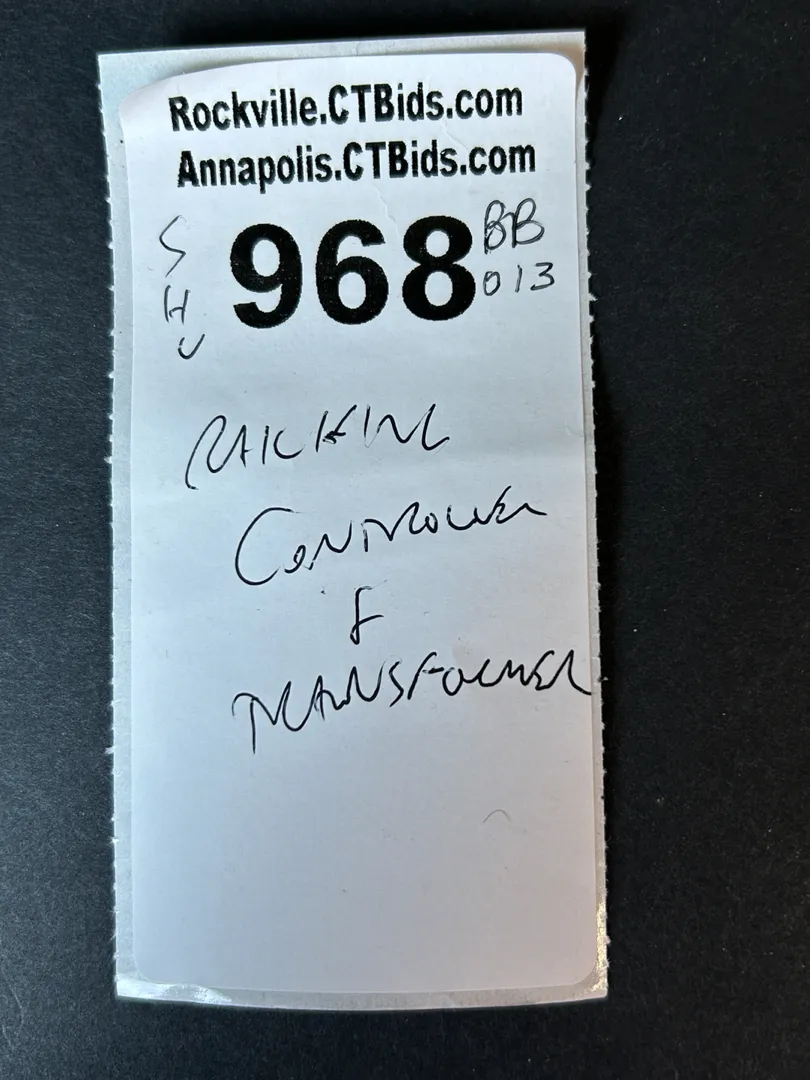 Rockville.CTBids.com
Annapolis.CTBids.com
S H 968 BB
013
CONTROLLER
&
TRANSFORMER